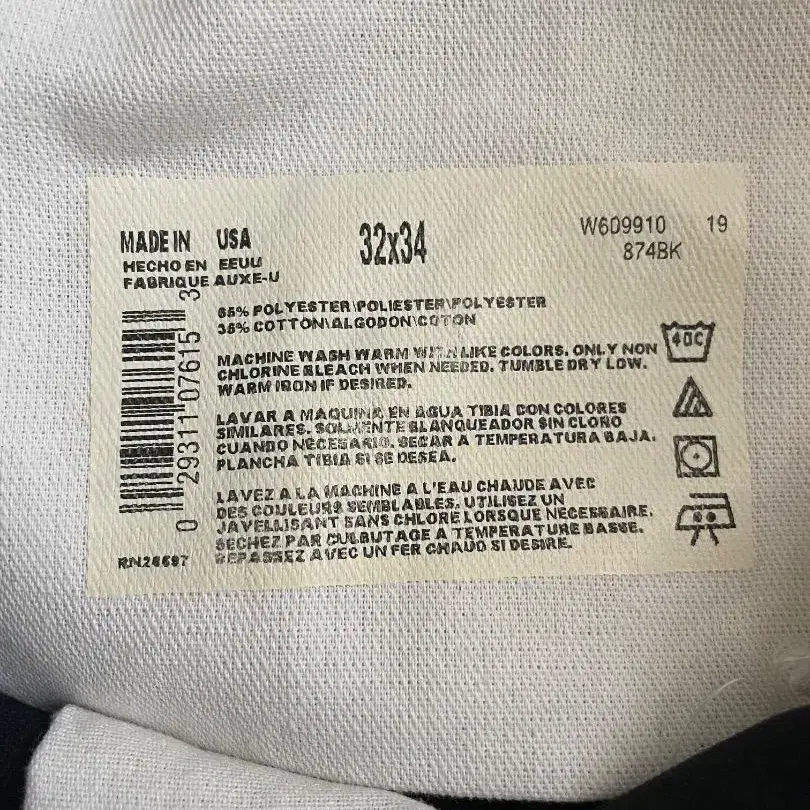 MADE IN USA
HECHO EN EEUU
FABRIQUE AUXE-U
32x34
W609910 19
874BK
65% POLYESTER\POLIESTER\POLYESTER
35% COTTON\ALGODON\COTON
MACHINE WASH WARM WITH LIKE COLORS. ONLY NON
CHLORINE BLEACH WHEN NEEDED. TUMBLE DRY LOW.
WARM IRON IF DESIRED.
LAVAR A MAQUINA EN AGUA TIBIA CON COLORES
SIMILARES. SOLAMENTE BLANQUEADOR SIN CLORO
CUANDO NECESARIO. SECAR A TEMPERATURA BAJA.
PLANCHA TIBIA SI SE DESEA.
LAVEZ A LA MACHINE A L'EAU CHAUDE AVEC
DES COULEURS SEMBLABLES. UTILISEZ UN
JAVELLISANT SANS CHLORE LORSQUE NECESSAIRE.
SECHEZ PAR CULBUTAGE A TEMPERATURE BASSE.
REPASSEZ AVEC UN FER CHAUD SI DESIRE.
40C
0 29311 07615 3